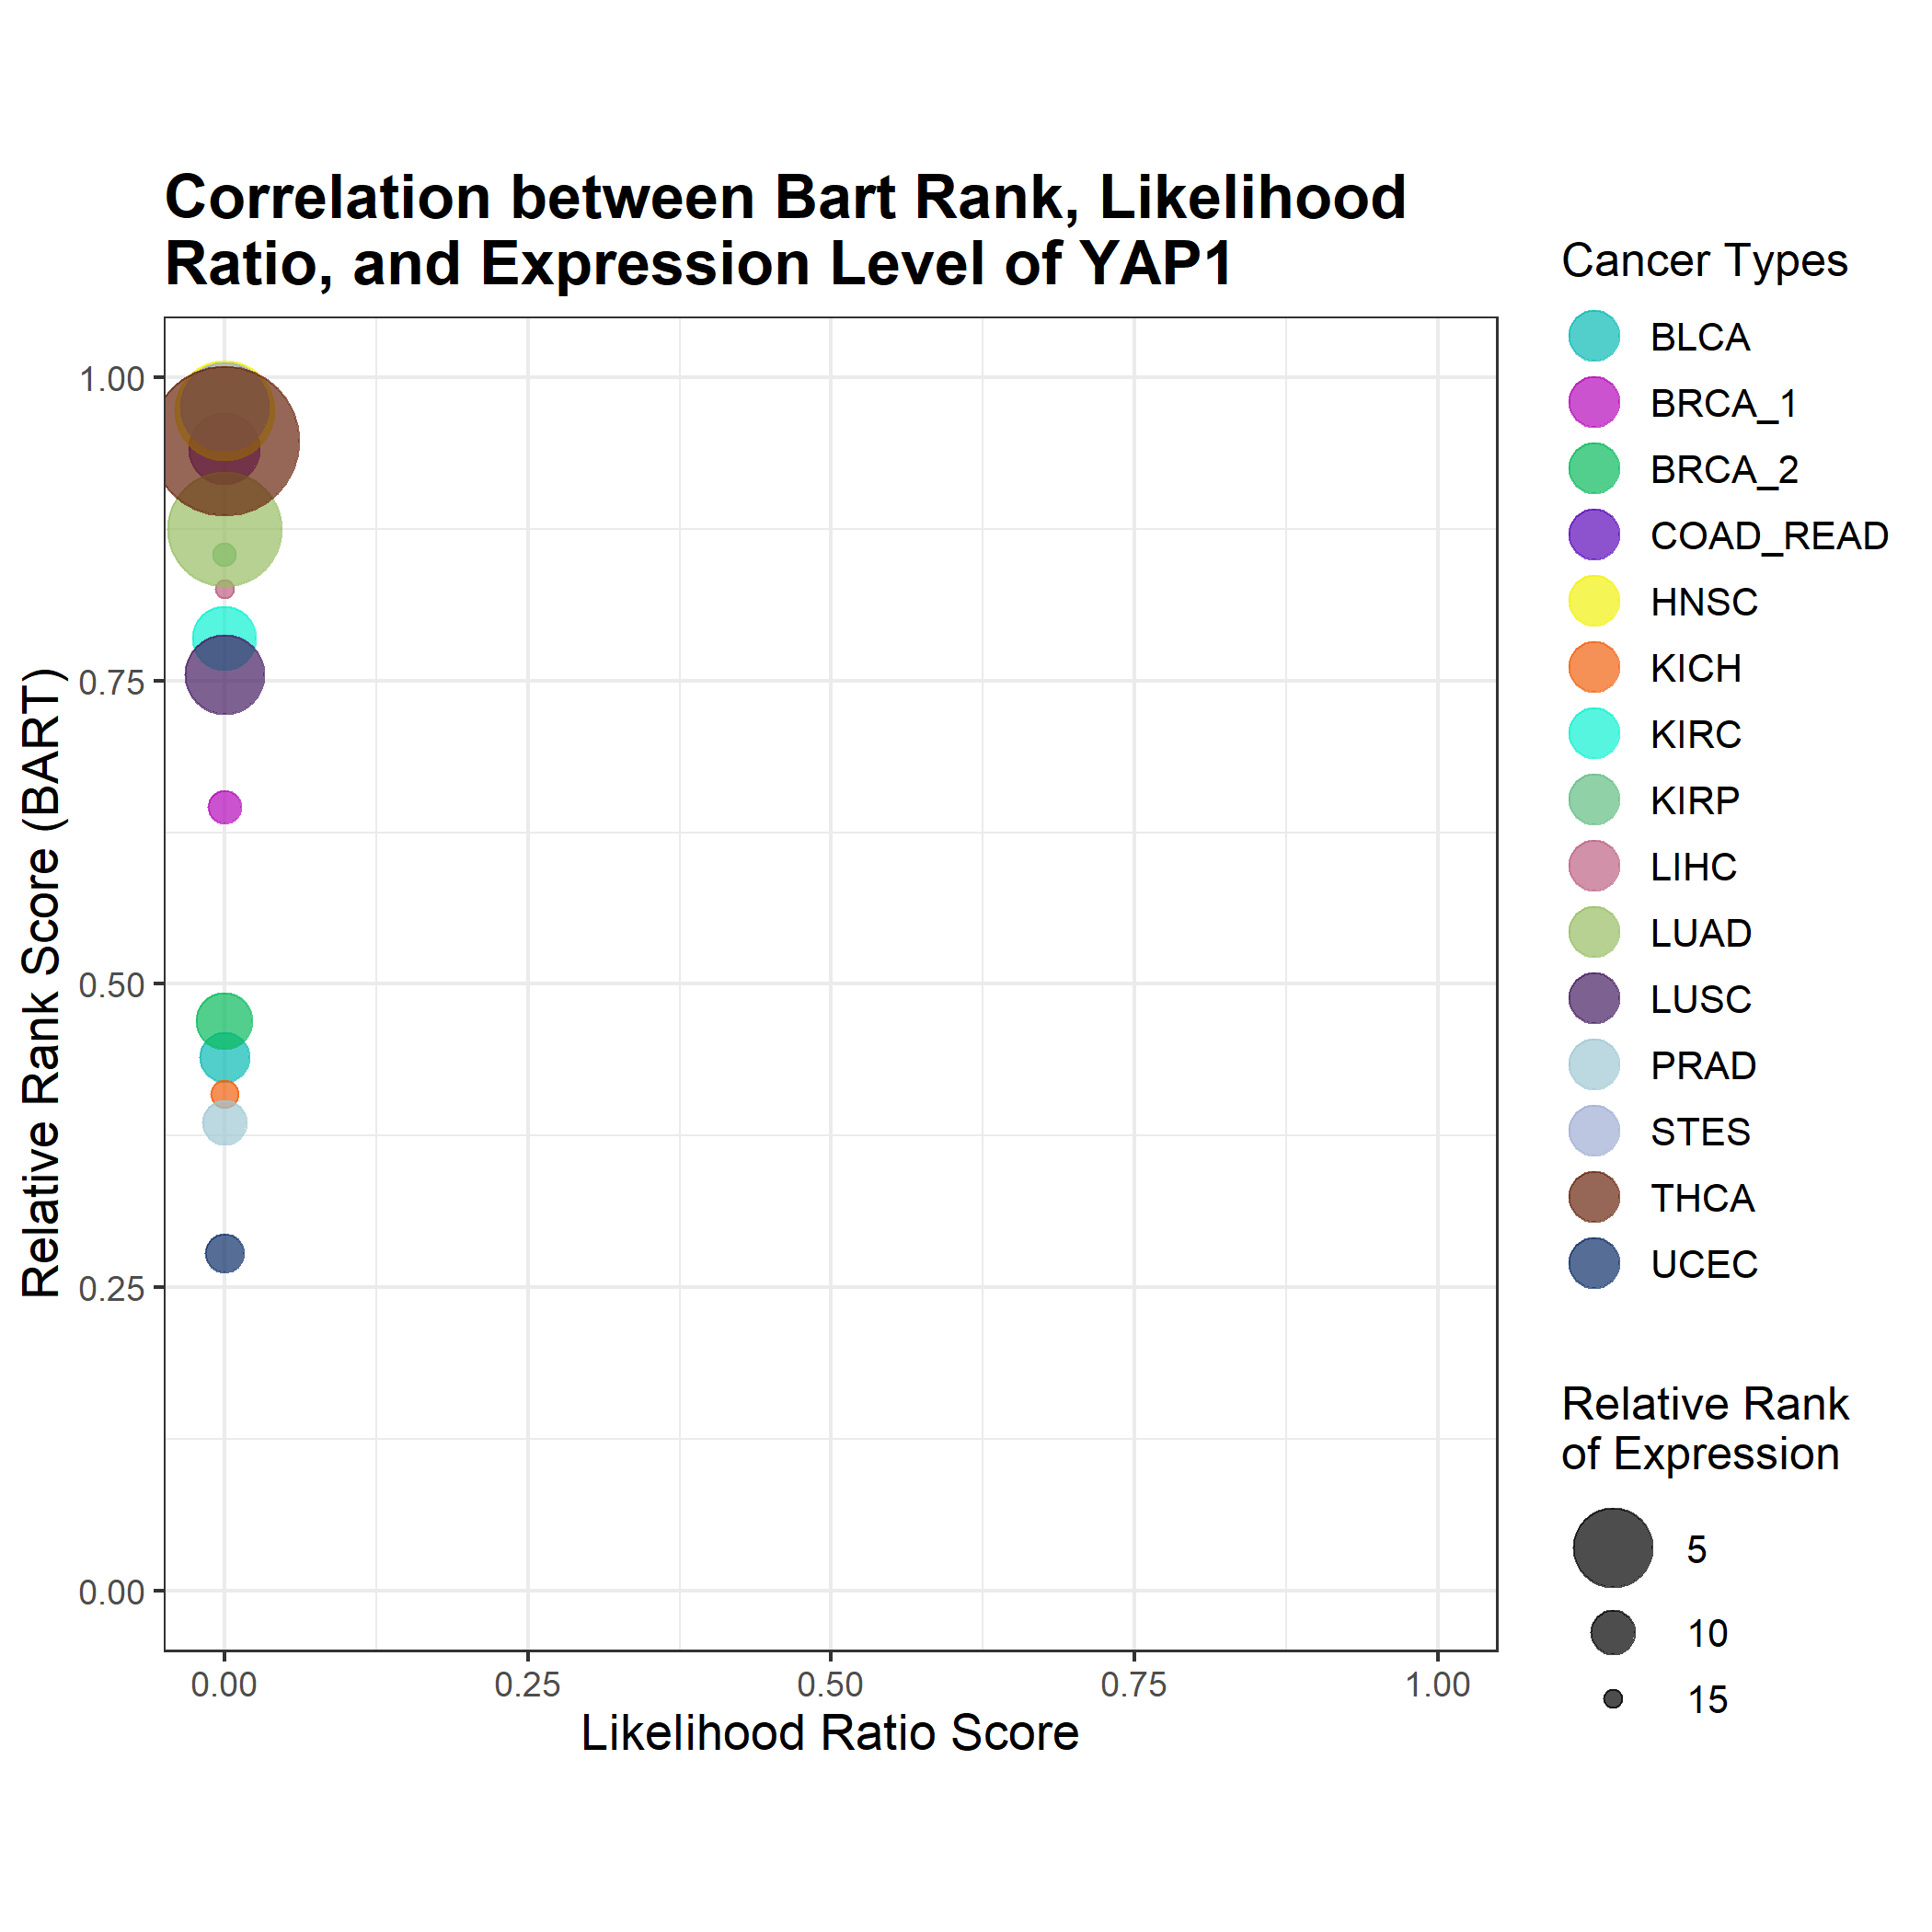 Correlation between Bart Rank, Likelihood
Ratio, and Expression Level of YAP1
Relative Rank Score (BART)
1.00
0.75
0.50
0.25
0.00
0.00 0.25 0.50 0.75 1.00
Likelihood Ratio Score
Cancer Types
BLCA
BRCA_1
BRCA_2
COAD_READ
HNSC
KICH
KIRC
KIRP
LIHC
LUAD
LUSC
PRAD
STES
THCA
UCEC
Relative Rank
of Expression
5
10
15